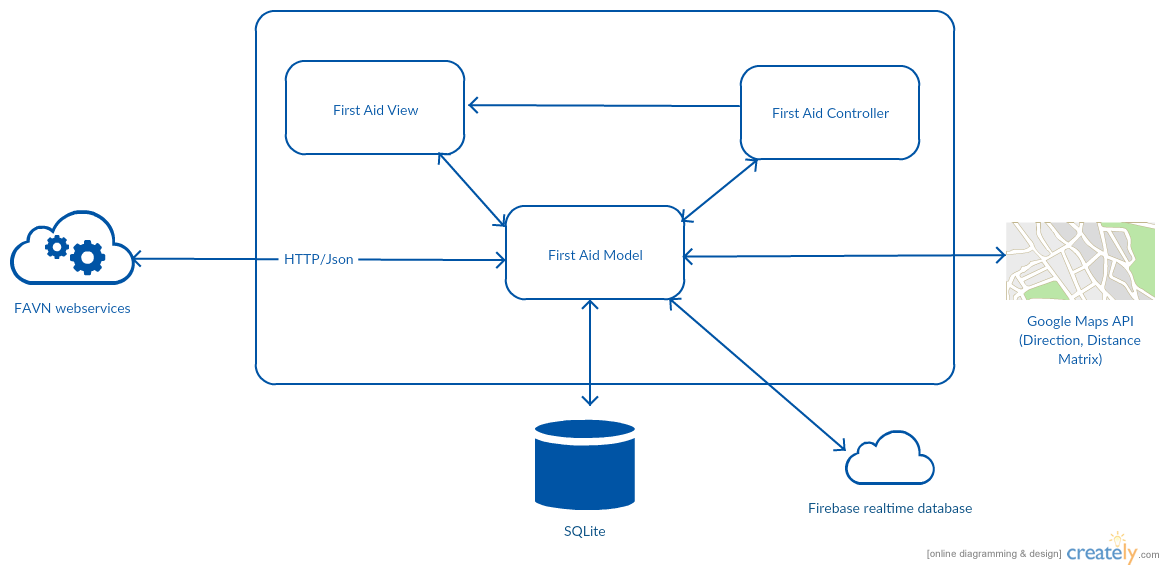 First Aid View
First Aid Controller
First Aid Model
HTTP/Json
FAVN webservices
Google Maps API
(Direction, Distance
Matrix)
SQLite
Firebase realtime database
[online diagramming & design] creately.com